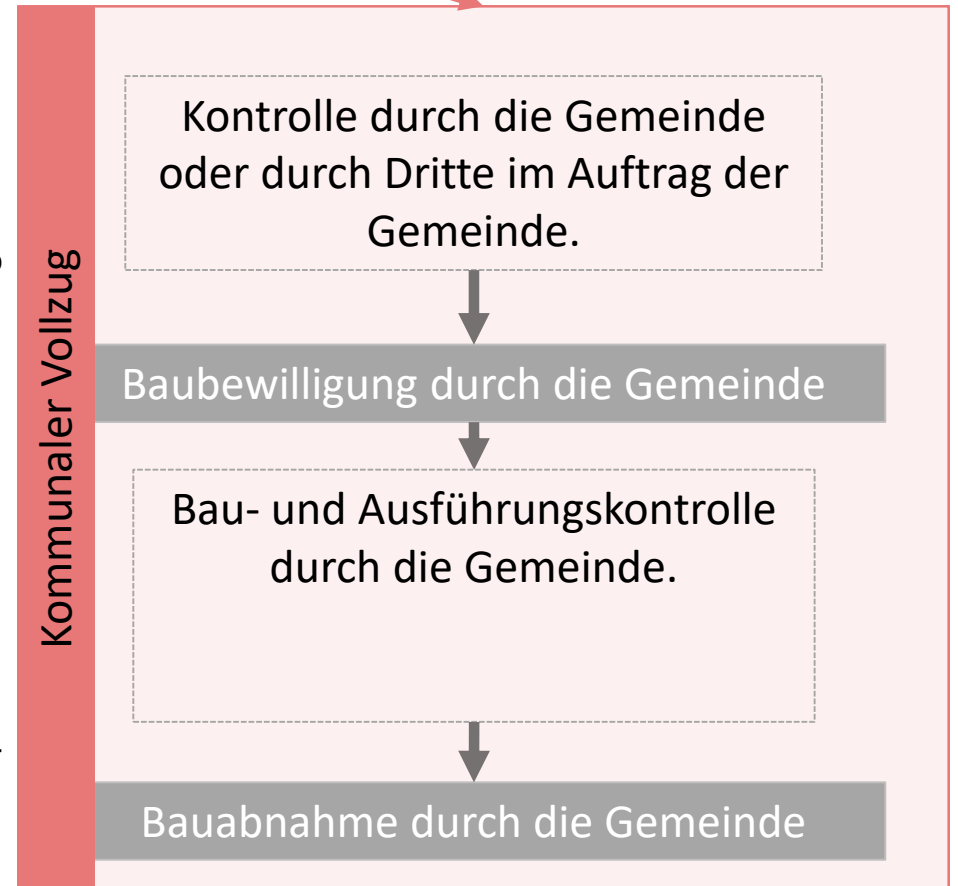 Kommunaler Vollzug
Kontrolle durch die Gemeinde
oder durch Dritte im Auftrag der
Gemeinde.
Baubewilligung durch die Gemeinde
Bau- und Ausführungskontrolle
durch die Gemeinde.
Bauabnahme durch die Gemeinde